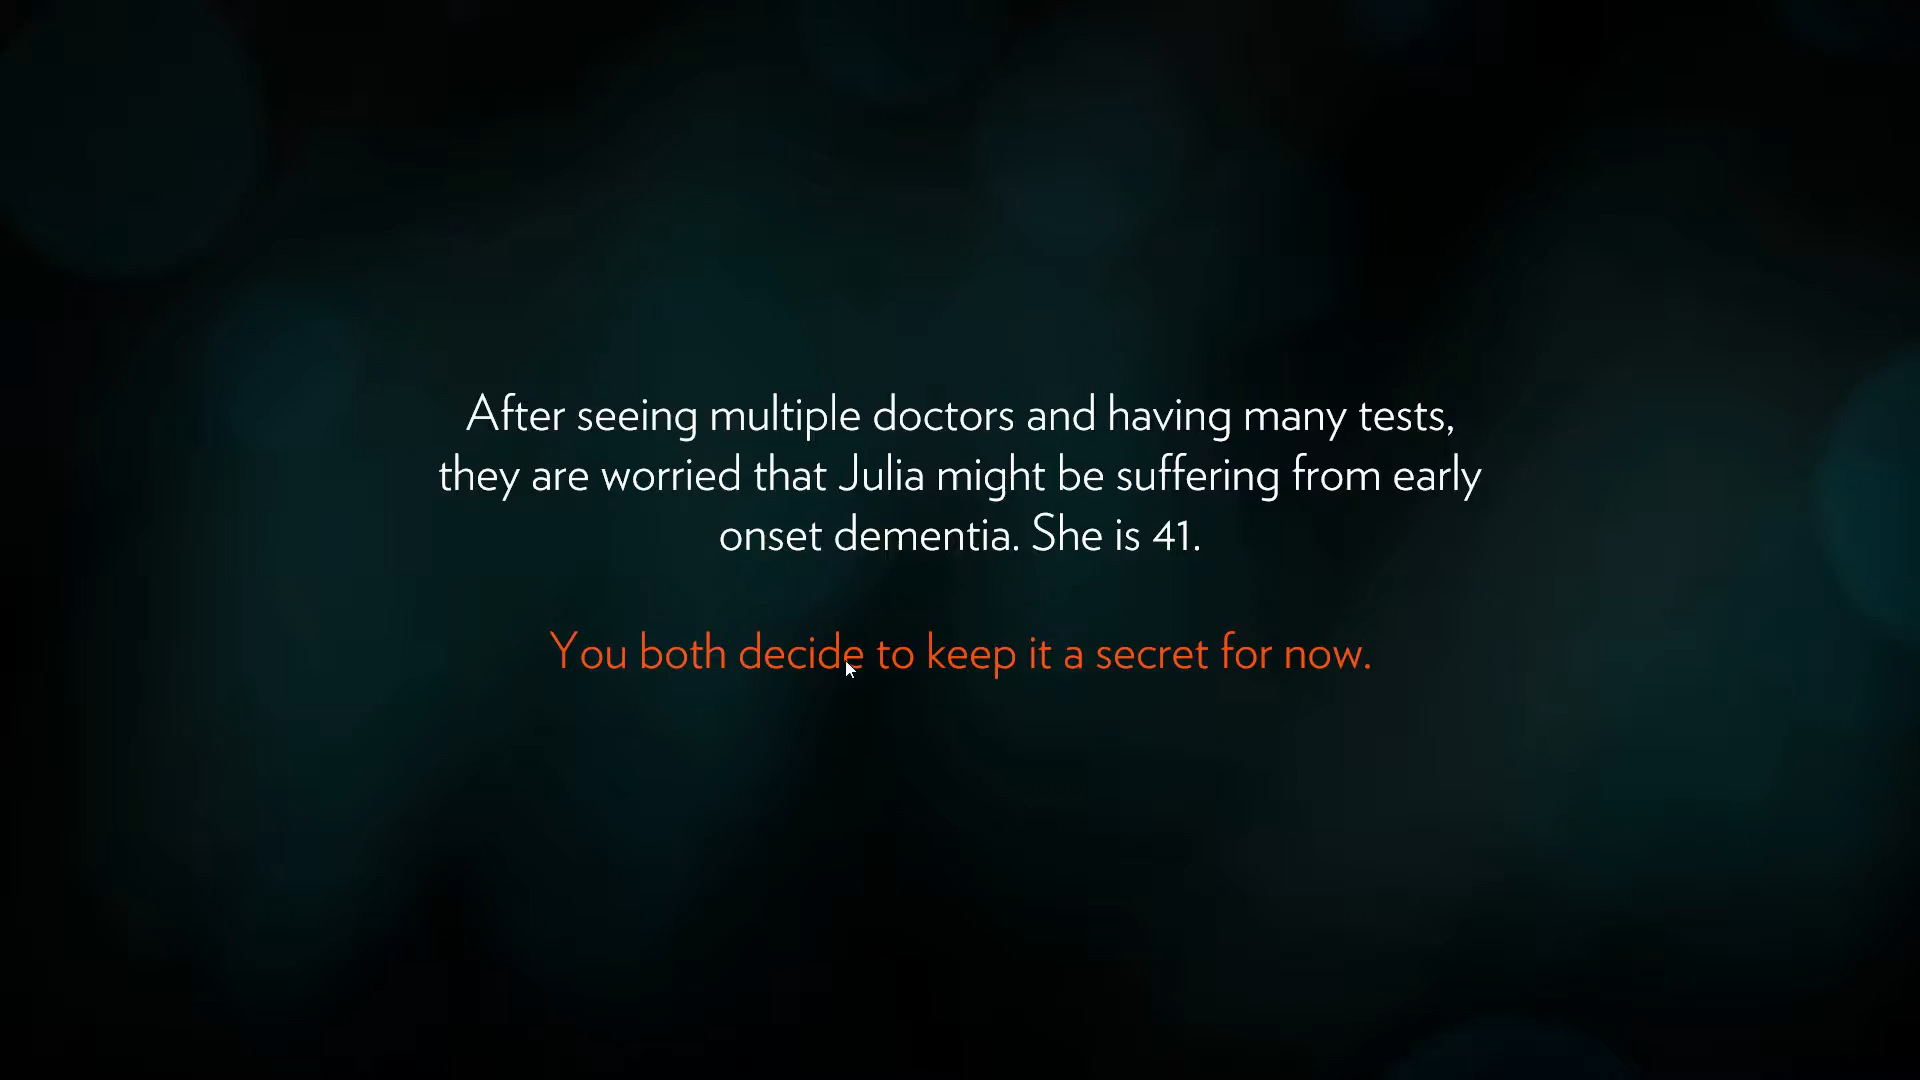 After seeing multiple doctors and having many tests,
they are worried that Julia might be suffering from early
onset dementia. She is 41.
You both decide to keep it a secret for now.